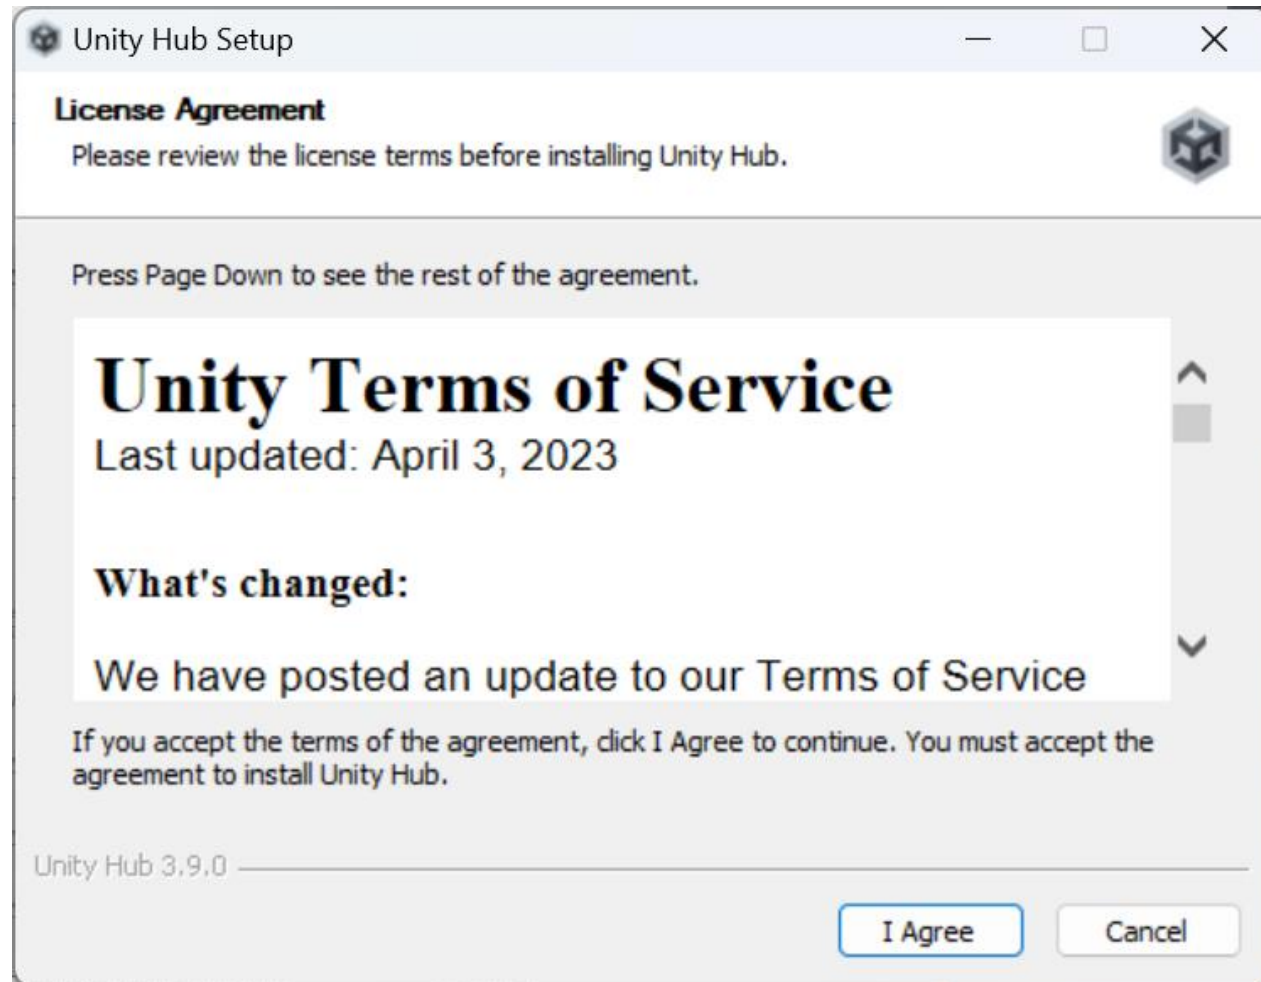 Unity Hub Setup
License Agreement
Please review the license terms before installing Unity Hub.
Press Page Down to see the rest of the agreement.
Unity Terms of Service
Last updated: April 3, 2023
What's changed:
We have posted an update to our Terms of Service
If you accept the terms of the agreement, click I Agree to continue. You must accept the
agreement to install Unity Hub.
Unity Hub 3.9.0
I Agree
Cancel